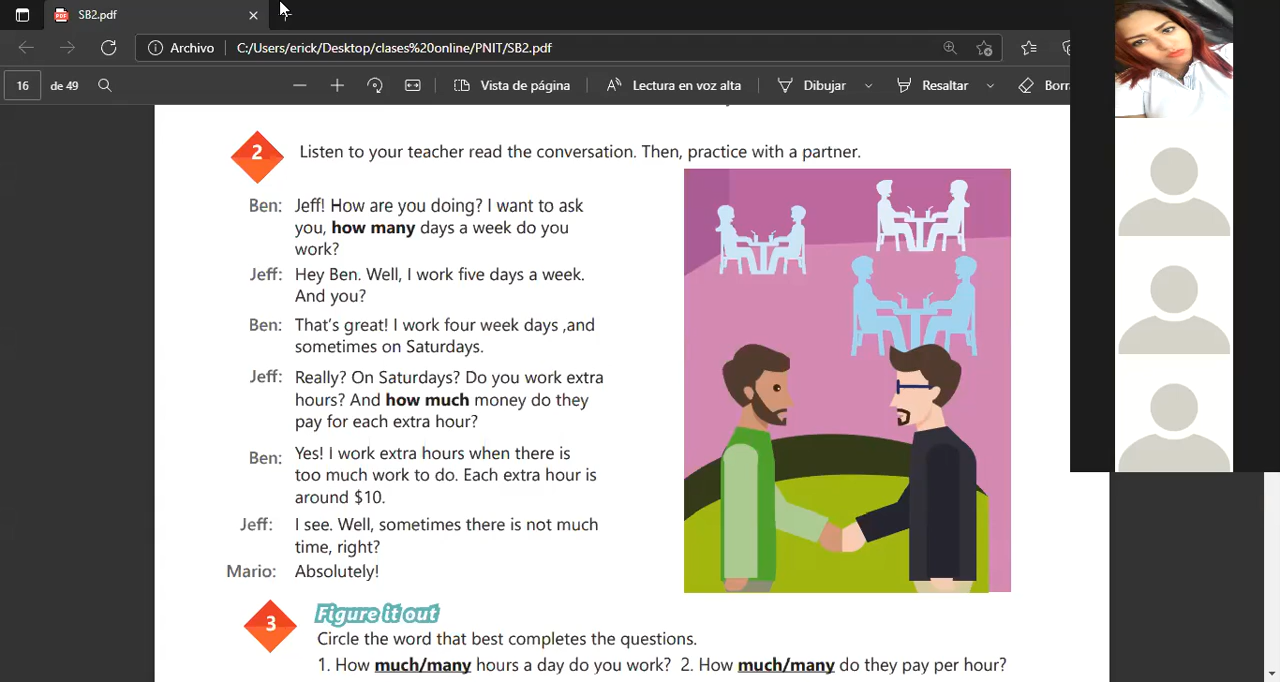 SB2.pdf
Archivo C:/Users/erick/Desktop/clases%20online/PNIT/SB2.pdf
16 de 49 Vista de página Lectura en voz alta Dibujar Resaltar Borra
2 Listen to your teacher read the conversation. Then, practice with a partner.
Ben: Jeff! How are you doing? I want to ask
you, how many days a week do you
work?
Jeff: Hey Ben. Well, I work five days a week.
And you?
Ben: That's great! I work four week days ,and
sometimes on Saturdays.
Jeff: Really? On Saturdays? Do you work extra
hours? And how much money do they
pay for each extra hour?
Ben: Yes! I work extra hours when there is
too much work to do. Each extra hour is
around $10.
Jeff: I see. Well, sometimes there is not much
time, right?
Mario: Absolutely!
3 Figure it out
Circle the word that best completes the questions.
1. How much/many hours a day do you work? 2. How much/many do they pay per hour?